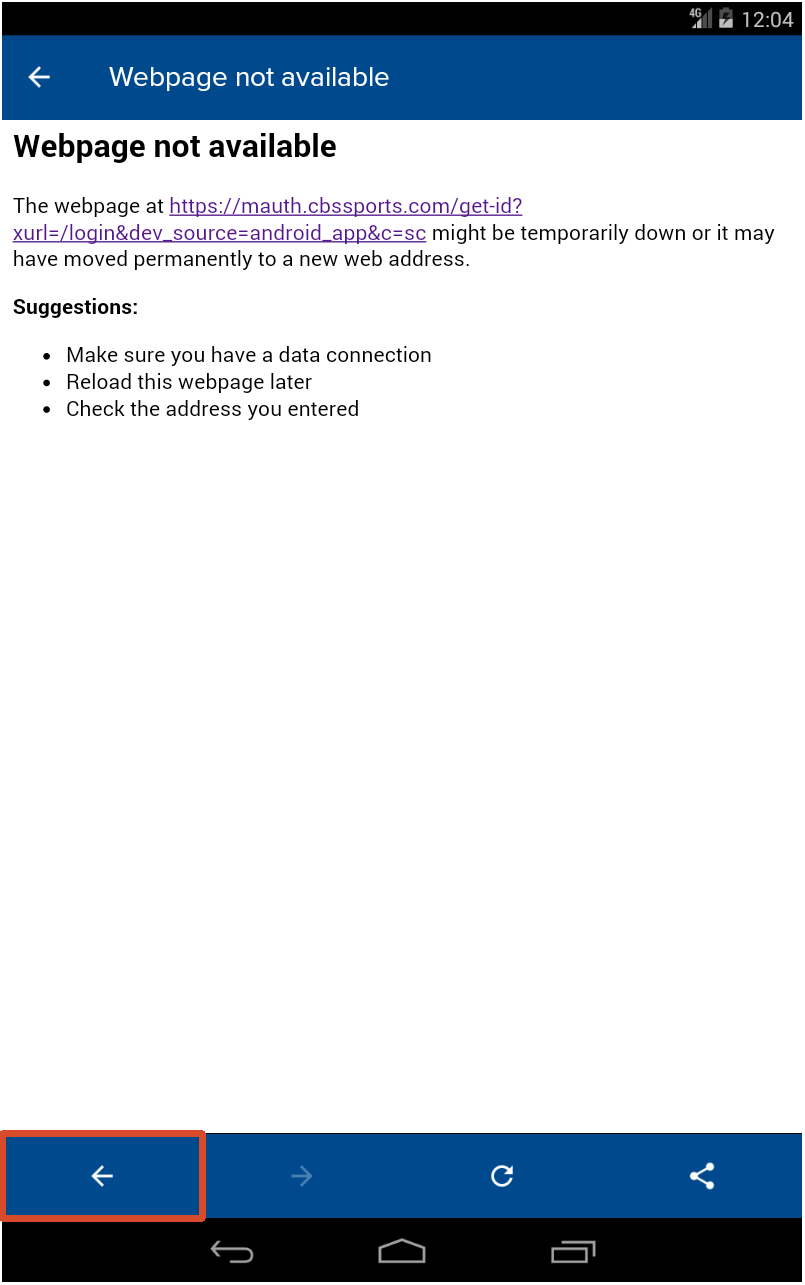 4G 12:04
Webpage not available
Webpage not available
The webpage at https://mauth.cbssports.com/get-id?
xurl=/login&dev_source=android_app&c=sc might be temporarily down or it may
have moved permanently to a new web address.
Suggestions:
Make sure you have a data connection
Reload this webpage later
Check the address you entered